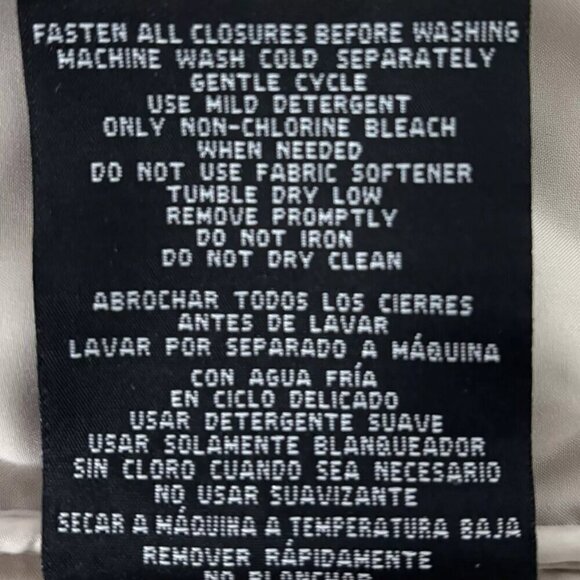 FASTEN ALL CLOSURES BEFORE WASHING
MACHINE WASH COLD SEPARATELY
GENTLE CYCLE
USE MILD DETERGENT
ONLY NON-CHLORINE BLEACH
WHEN NEEDED
DO NOT USE FABRIC SOFTENER
TUMBLE DRY LOW
REMOVE PROMPTLY
DO NOT IRON
DO NOT DRY CLEAN
ABROCHAR TODOS LOS CIERRES
ANTES DE LAVAR
LAVAR POR SEPARADO A MÁQUINA
CON AGUA FRÍA
EN CICLO DELICADO
USAR DETERGENTE SUAVE
USAR SOLAMENTE BLANQUEADOR
SIN CLORO CUANDO SEA NECESARIO
NO USAR SUAVIZANTE
SECAR A MÁQUINA A TEMPERATURA BAJA
REMOVER RÁPIDAMENTE
NO PLANCHAR